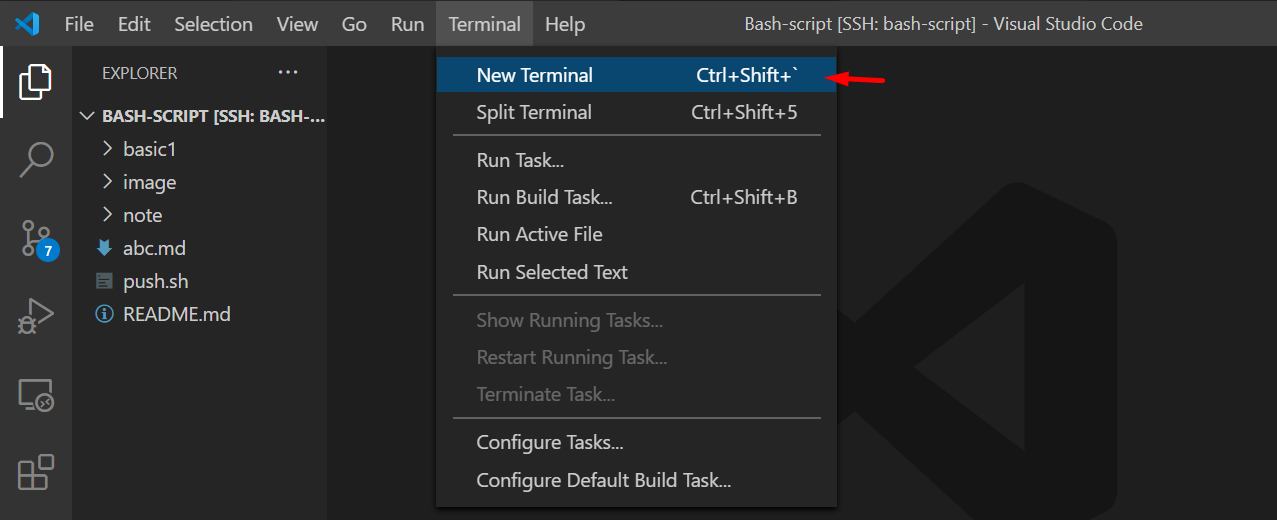 File Edit Selection View Go Run Terminal Help Bash-script [SSH: bash-script] - Visual Studio Code
EXPLORER ···
BASH-SCRIPT [SSH: BASH-...
basic1
image
note
abc.md
push.sh
README.md
7
New Terminal Ctrl+Shift+`
Split Terminal Ctrl+Shift+5
Run Task...
Run Build Task... Ctrl+Shift+B
Run Active File
Run Selected Text
Show Running Tasks...
Restart Running Task...
Terminate Task...
Configure Tasks...
Configure Default Build Task...